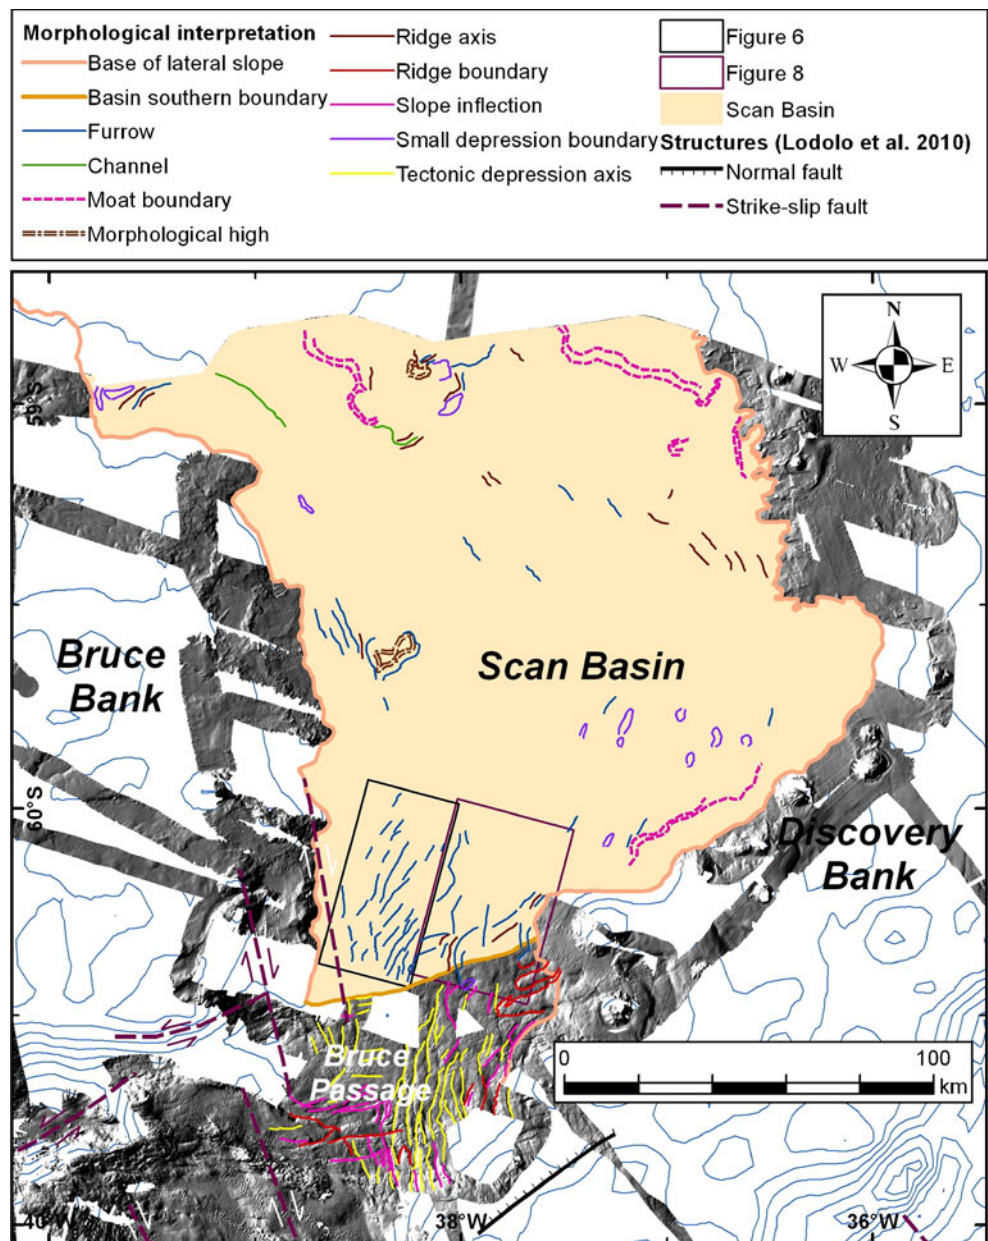 Morphological interpretation
Base of lateral slope
Basin southern boundary
Furrow
Channel
Moat boundary
Morphological high
Ridge axis
Ridge boundary
Slope inflection
Small depression boundary
Tectonic depression axis
Figure 6
Figure 8
Scan Basin
Structures (Lodolo et al. 2010)
Normal fault
Strike-slip fault
N
W
E
S
59°S
Bruce
Bank
Scan Basin
60°S
Discovery
Bank
Bruce
Passage
0
100
km
40°W
38°W
36°W